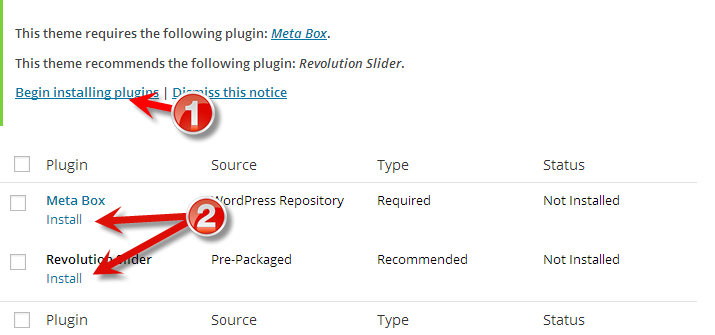 This theme requires the following plugin: Meta Box.
This theme recommends the following plugin: Revolution Slider.
Begin installing plugins | Dismiss this notice
1
Plugin Source Type Status
Meta Box WordPress Repository Required Not Installed
Install
2
Revolution Slider Pre-Packaged Recommended Not Installed
Install
Plugin Source Type Status